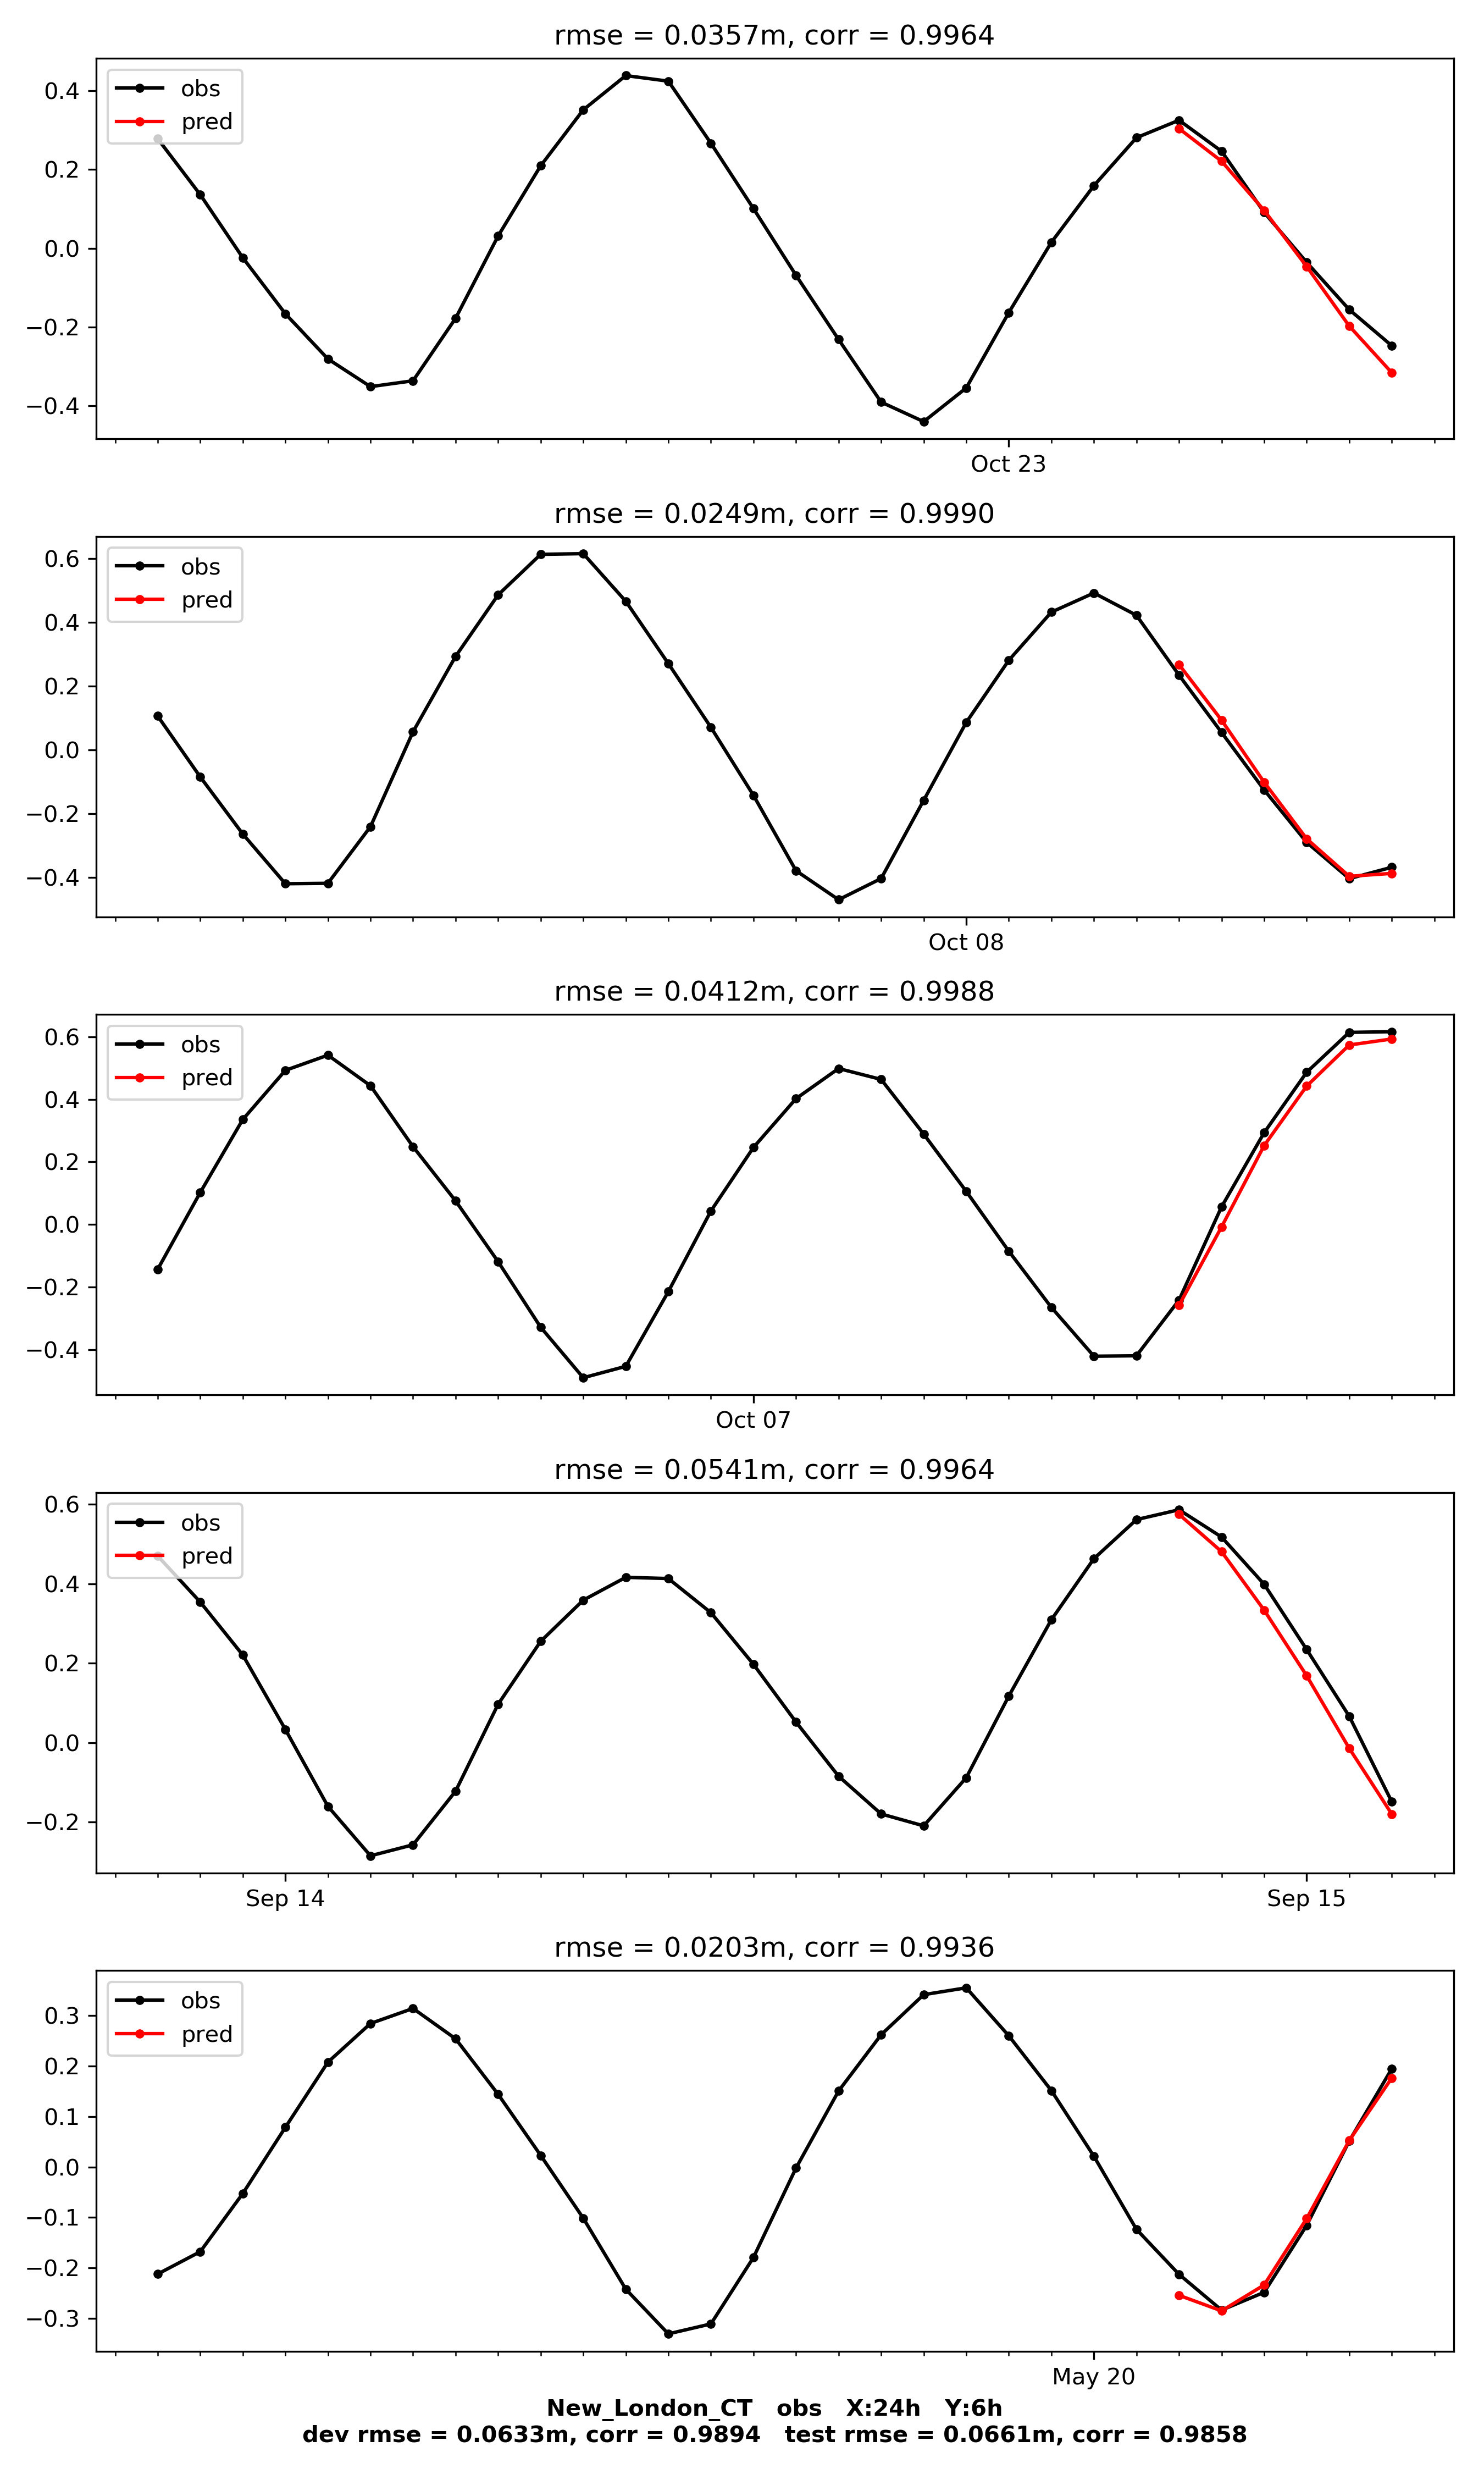 rmse = 0.0357m, corr = 0.9964
obs
pred
0.4
0.2
0.0
−0.2
−0.4
Oct 23
rmse = 0.0249m, corr = 0.9990
obs
pred
0.6
0.4
0.2
0.0
−0.2
−0.4
Oct 08
rmse = 0.0412m, corr = 0.9988
obs
pred
0.6
0.4
0.2
0.0
−0.2
−0.4
Oct 07
rmse = 0.0541m, corr = 0.9964
obs
pred
0.6
0.4
0.2
0.0
−0.2
Sep 14 Sep 15
rmse = 0.0203m, corr = 0.9936
obs
pred
0.3
0.2
0.1
0.0
−0.1
−0.2
−0.3
May 20
New_London_CT obs X:24h Y:6h
dev rmse = 0.0633m, corr = 0.9894 test rmse = 0.0661m, corr = 0.9858